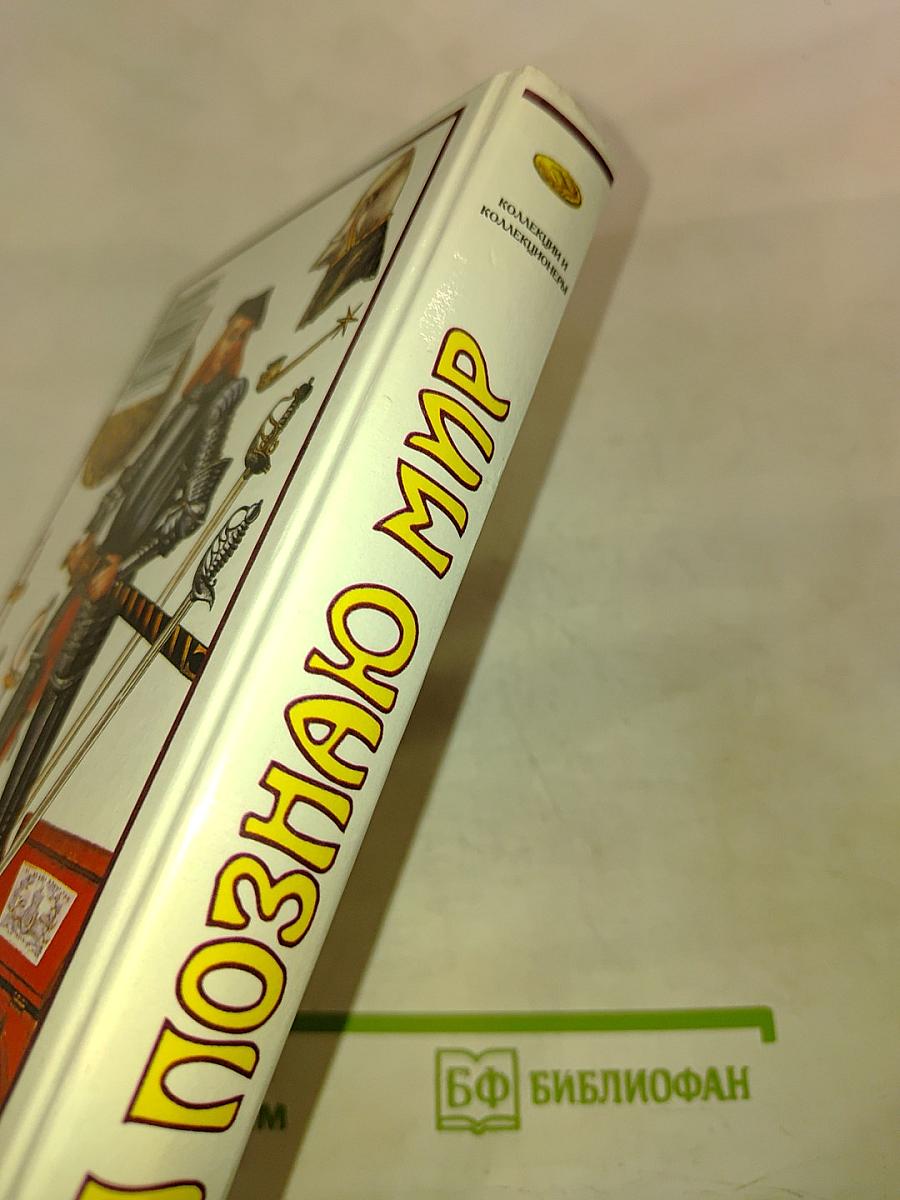 КОЛЛЕКЦИИ И
КОЛЛЕКЦИОНЕРЫ
ПОЗНАЮ МИР
БФ БИБЛИОФАН